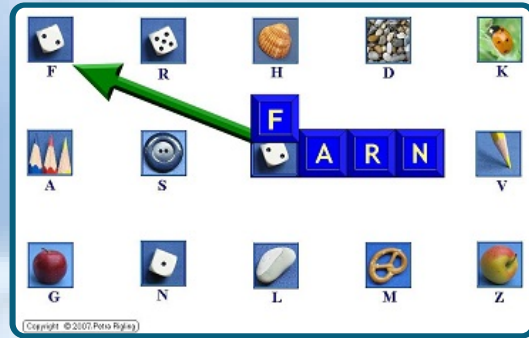 F R H D K
F
A S A R N V
G N L M Z
Copyright © 2007 Petra Rigling